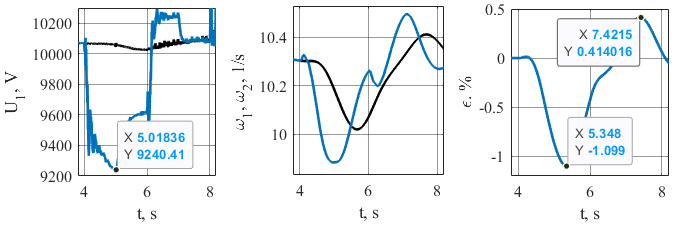 U1, V
10200
10000
9800
9600
9400
9200
4
6
8
t, s
X 5.01836
Y 9240.41
ω1, ω2, 1/s
10.4
10.2
10
4
6
8
t, s
ϵ. %
0.5
0
-0.5
-1
4
6
8
t, s
X 7.4215
Y 0.414016
X 5.348
Y -1.099